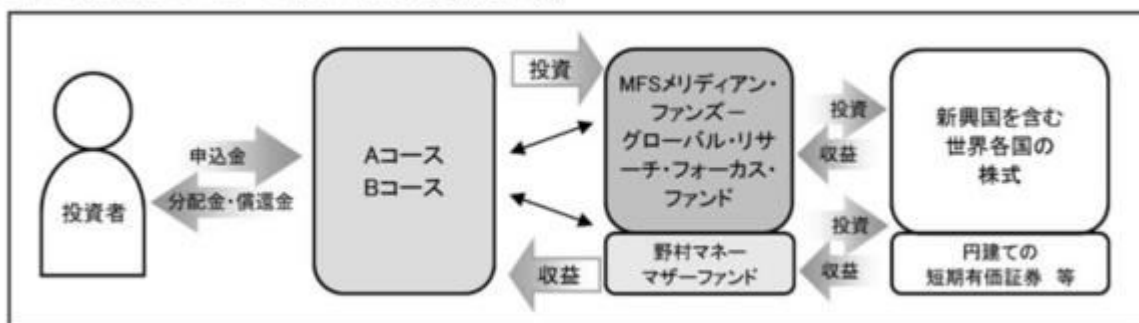 投資者
申込金
分配金・償還金
Aコース
Bコース
投資
収益
MFSメリディアン・
ファンズー
グローバル・リサ
ーチ・フォーカス・
ファンド
野村マネー
マザーファンド
投資
収益
投資
収益
新興国を含む
世界各国の
株式
円建ての
短期有価証券 等